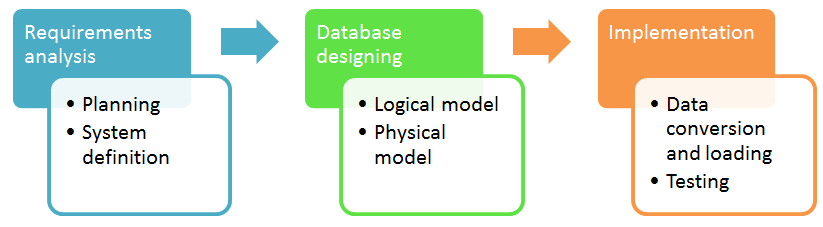 Requirements
analysis
• Planning
• System
definition
Database
designing
• Logical model
• Physical
model
Implementation
• Data
conversion
and loading
• Testing